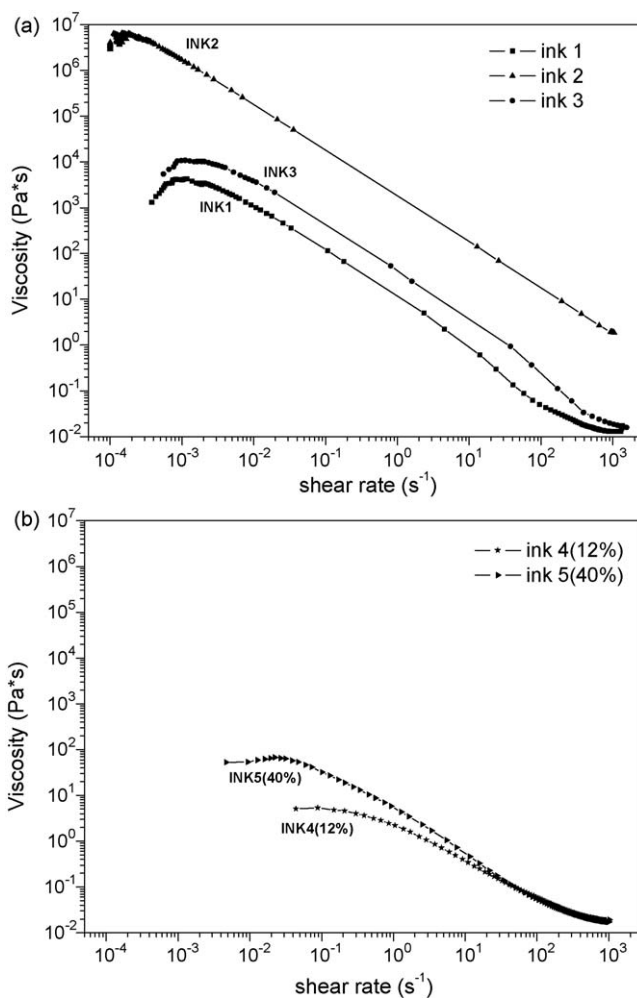 (a)
10⁷
10⁶
10⁵
10⁴
10³
10²
10¹
10⁰
10⁻¹
10⁻²
Viscosity (Pa*s)
INK2
INK3
INK1
ink 1
ink 2
ink 3
10⁻⁴ 10⁻³ 10⁻² 10⁻¹ 10⁰ 10¹ 10² 10³
shear rate (s⁻¹)
(b)
10⁷
10⁶
10⁵
10⁴
10³
10²
10¹
10⁰
10⁻¹
10⁻²
Viscosity (Pa*s)
ink 4(12%)
ink 5(40%)
INK5(40%)
INK4(12%)
10⁻⁴ 10⁻³ 10⁻² 10⁻¹ 10⁰ 10¹ 10² 10³
shear rate (s⁻¹)